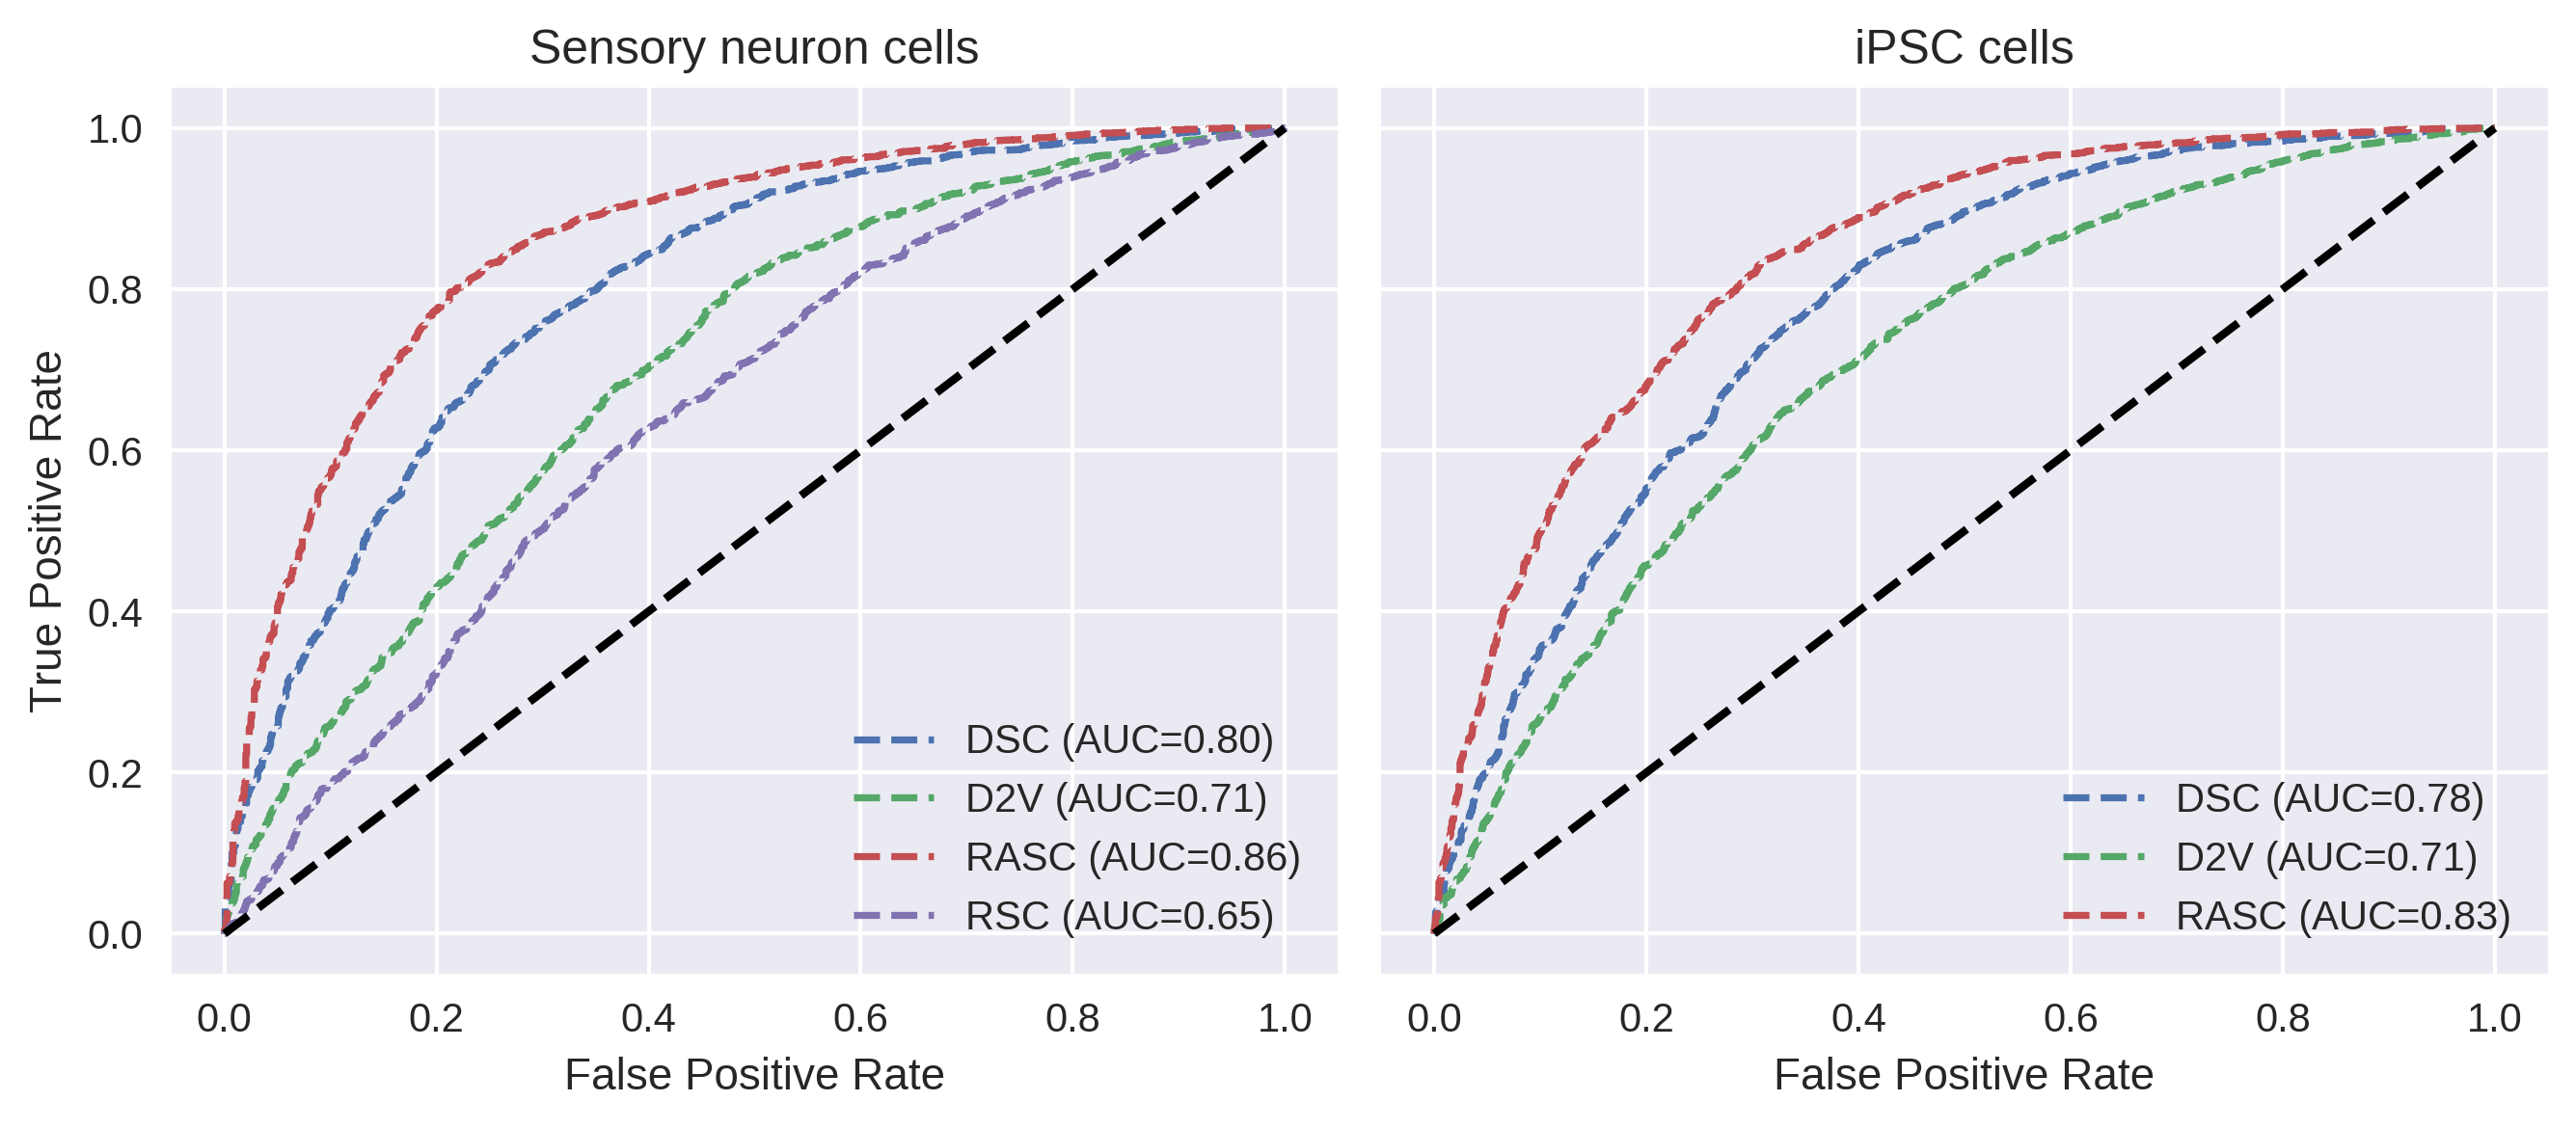 Sensory neuron cells
1.0
0.8
0.6
0.4
0.2
0.0
True Positive Rate
DSC (AUC=0.80)
D2V (AUC=0.71)
RASC (AUC=0.86)
RSC (AUC=0.65)
0.0 0.2 0.4 0.6 0.8 1.0
False Positive Rate
iPSC cells
DSC (AUC=0.78)
D2V (AUC=0.71)
RASC (AUC=0.83)
0.0 0.2 0.4 0.6 0.8 1.0
False Positive Rate